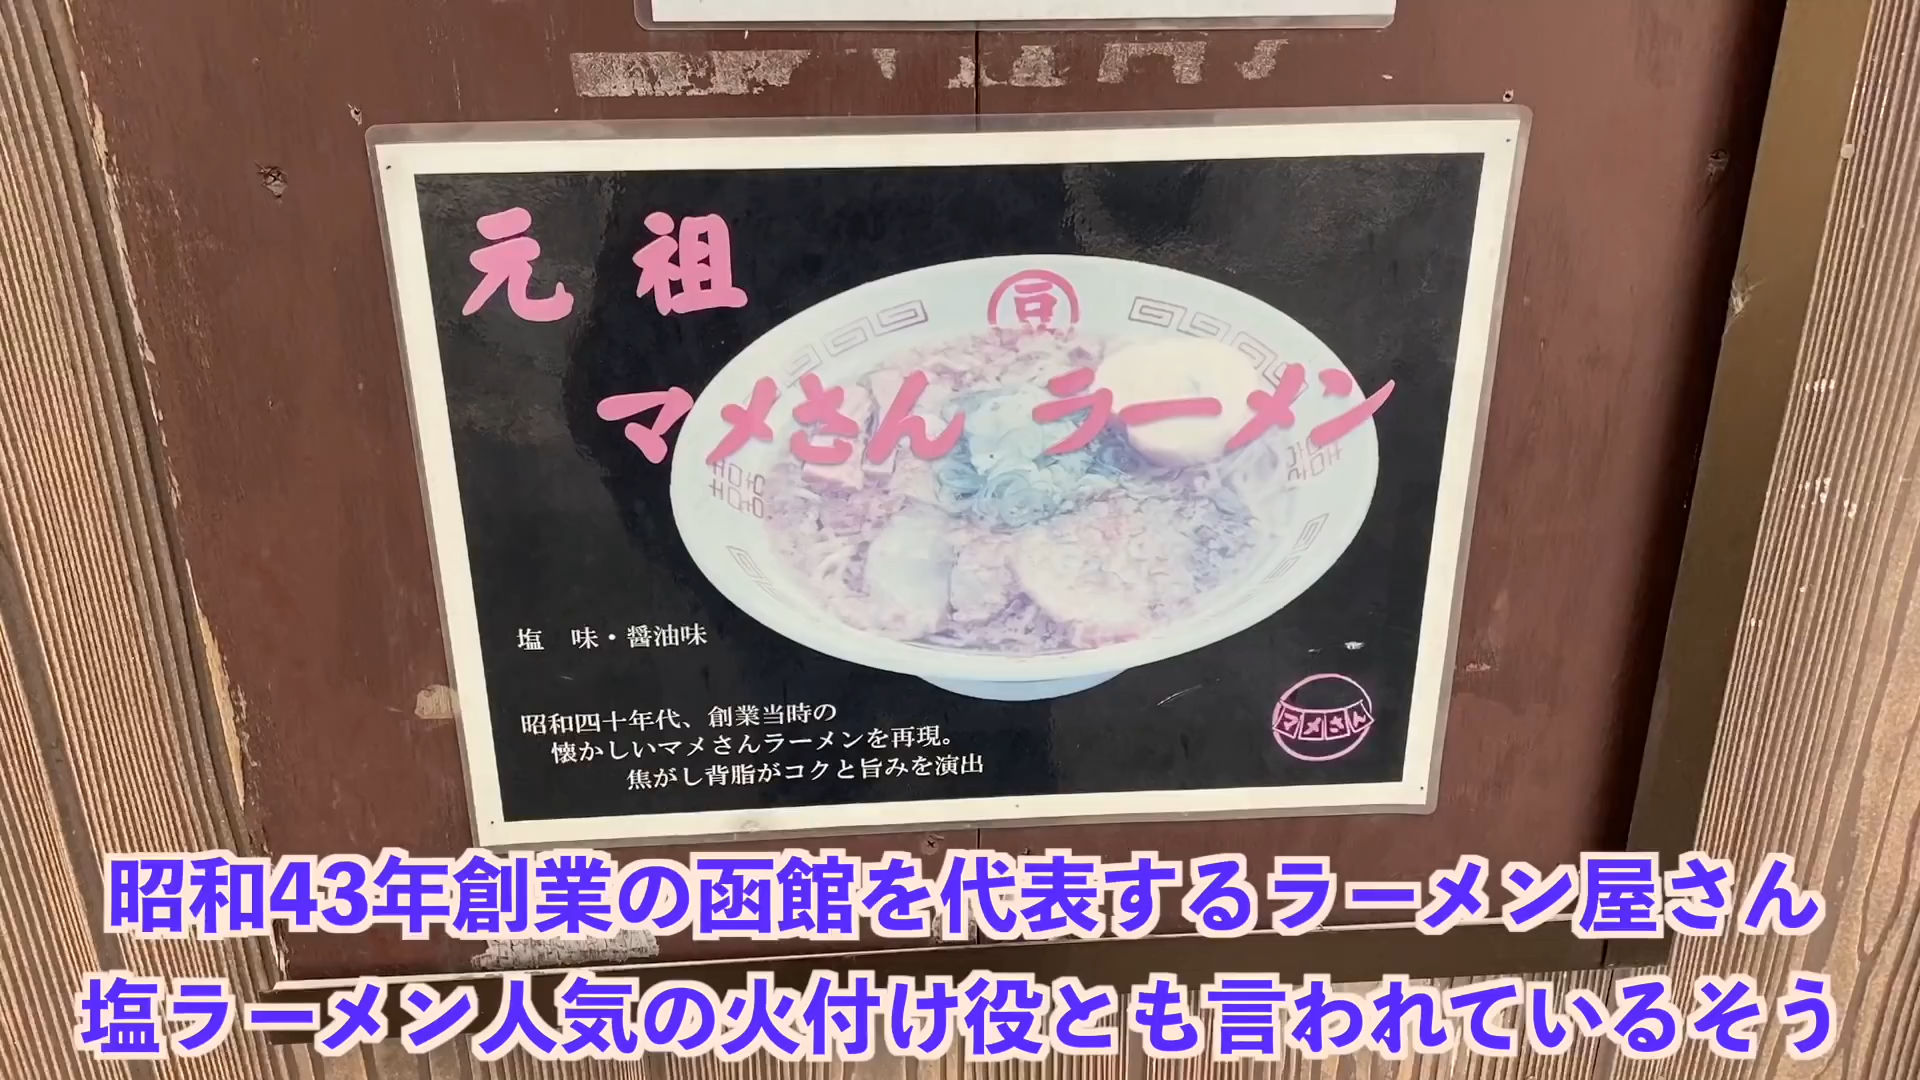 元祖
豆
マメさん ラーメン
塩　味・醤油味
昭和四十年代、創業当時の
懐かしいマメさんラーメンを再現。
焦がし背脂がコクと旨みを演出
マメさん
昭和43年創業の函館を代表するラーメン屋さん
塩ラーメン人気の火付け役とも言われているそう